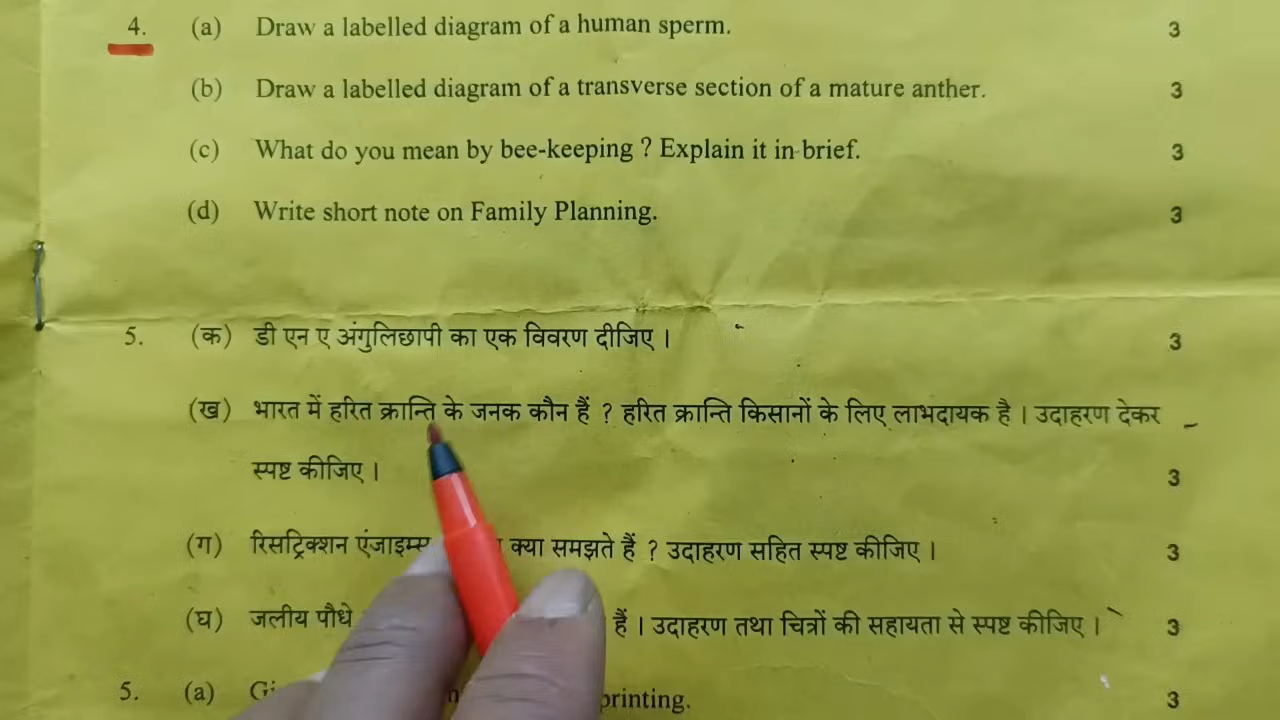 4. (a) Draw a labelled diagram of a human sperm. 3
(b) Draw a labelled diagram of a transverse section of a mature anther. 3
(c) What do you mean by bee-keeping ? Explain it in brief. 3
(d) Write short note on Family Planning. 3
5. (क) डी एन ए अंगुलिछापी का एक विवरण दीजिए । 3
(ख) भारत में हरित क्रान्ति के जनक कौन हैं ? हरित क्रान्ति किसानों के लिए लाभदायक है । उदाहरण देकर
स्पष्ट कीजिए । 3
(ग) रिसट्रिक्शन एंजाइम्स क्या समझते हैं ? उदाहरण सहित स्पष्ट कीजिए । 3
(घ) जलीय पौधे हैं । उदाहरण तथा चित्रों की सहायता से स्पष्ट कीजिए । 3
5. (a) printing. 3